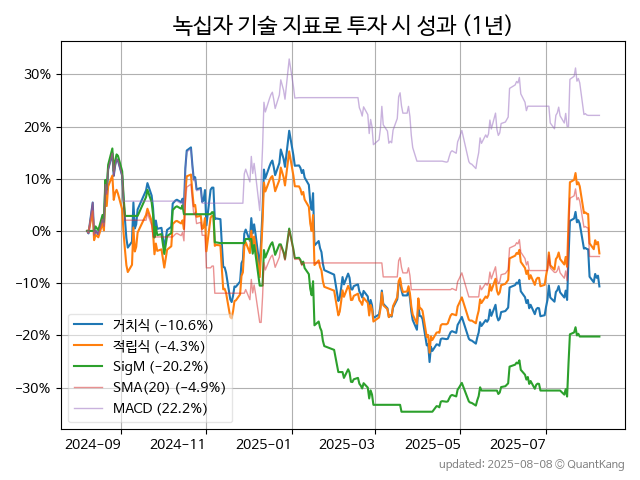 녹십자 기술 지표로 투자 시 성과 (1년)
30%
20%
10%
0%
−10%
−20%
−30%
거치식 (−10.6%)
적립식 (−4.3%)
SigM (−20.2%)
SMA(20) (−4.9%)
MACD (22.2%)
2024-09 2024-11 2025-01 2025-03 2025-05 2025-07
updated: 2025-08-08 © QuantKang